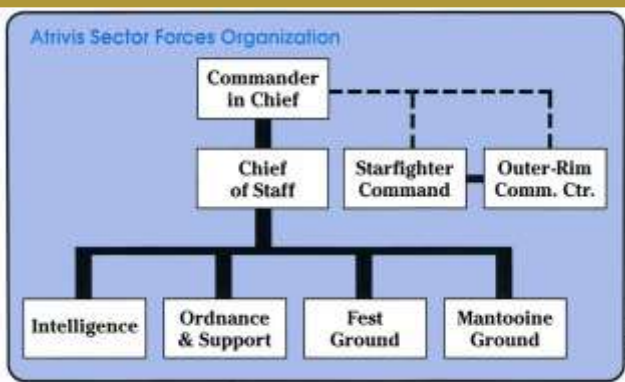 Atrivis Sector Forces Organization
Commander
in Chief
Chief
of Staff
Starfighter
Command
Outer-Rim
Comm. Ctr.
Intelligence
Ordnance
& Support
Fest
Ground
Mantooine
Ground